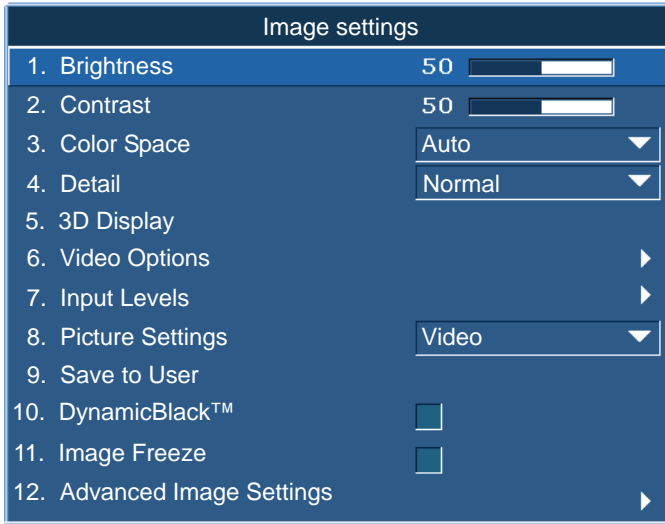 Image settings
1. Brightness 50
2. Contrast 50
3. Color Space Auto
4. Detail Normal
5. 3D Display
6. Video Options
7. Input Levels
8. Picture Settings Video
9. Save to User
10. DynamicBlack™
11. Image Freeze
12. Advanced Image Settings